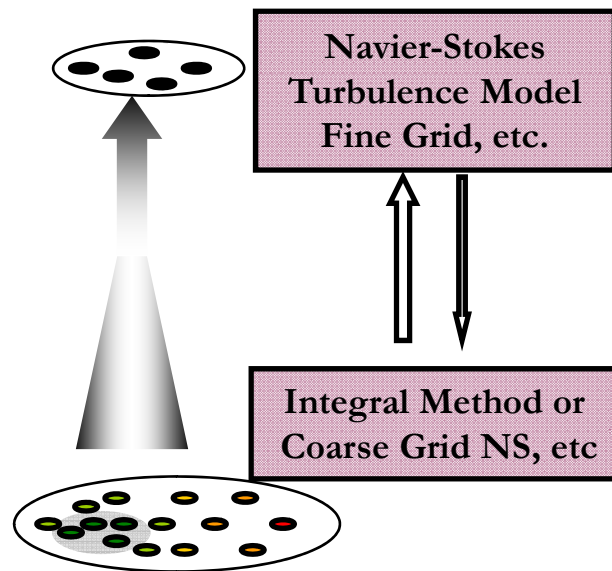 Navier-Stokes
Turbulence Model
Fine Grid, etc.
Integral Method or
Coarse Grid NS, etc